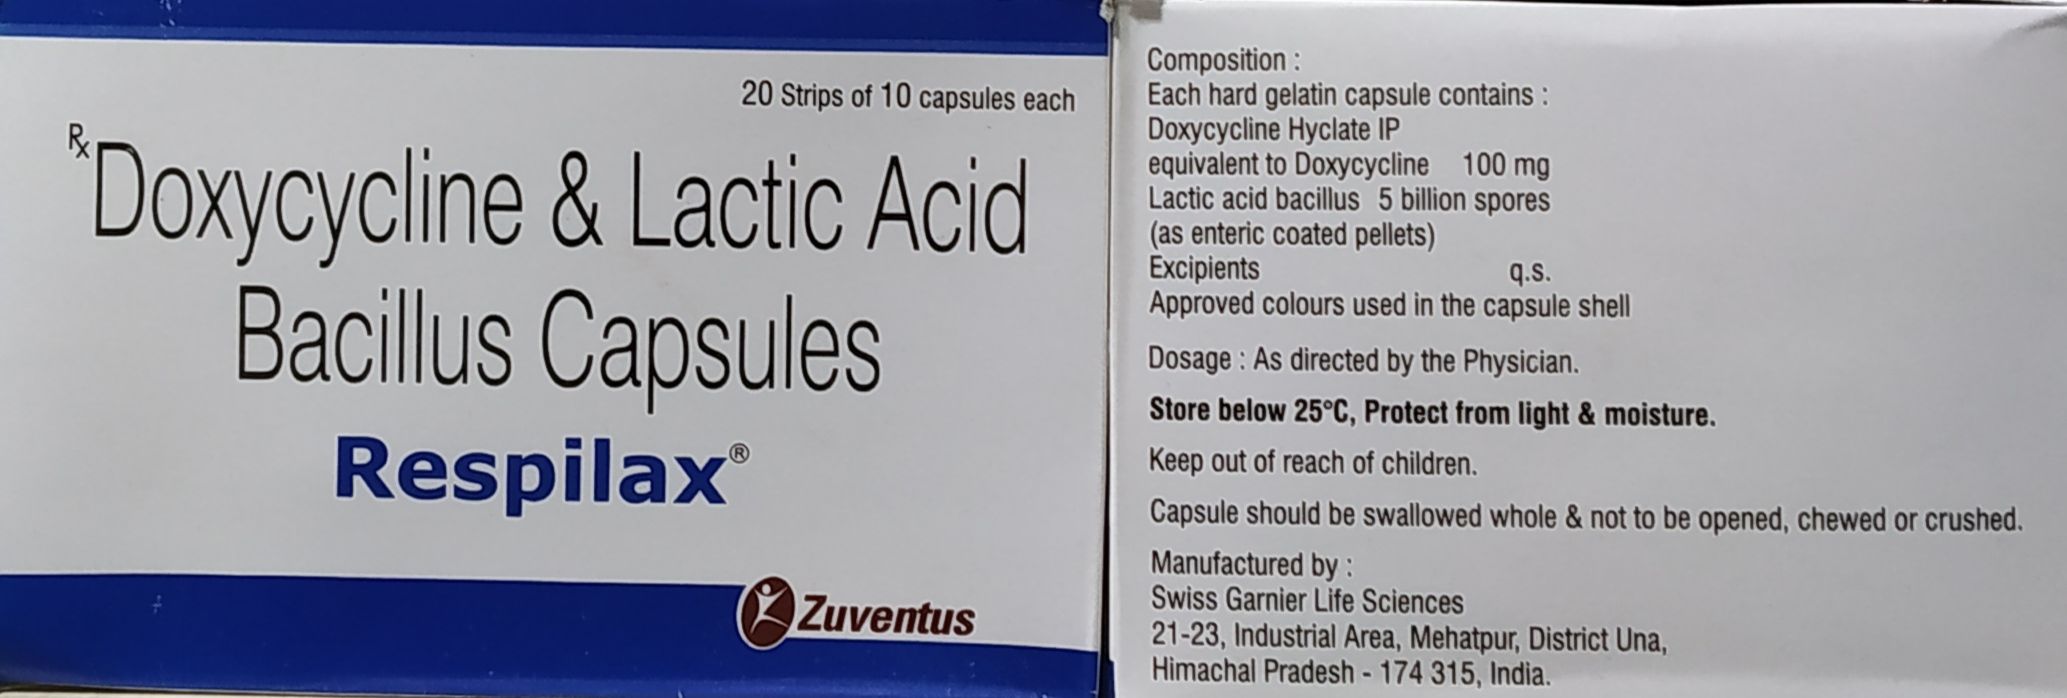 20 Strips of 10 capsules each
Rx Doxycycline & Lactic Acid
Bacillus Capsules
Respilax®
Zuventus
Composition :
Each hard gelatin capsule contains :
Doxycycline Hyclate IP
equivalent to Doxycycline 100 mg
Lactic acid bacillus 5 billion spores
(as enteric coated pellets)
Excipients q.s.
Approved colours used in the capsule shell
Dosage : As directed by the Physician.
Store below 25°C, Protect from light & moisture.
Keep out of reach of children.
Capsule should be swallowed whole & not to be opened, chewed or crushed.
Manufactured by :
Swiss Garnier Life Sciences
21-23, Industrial Area, Mehatpur, District Una,
Himachal Pradesh - 174 315, India.